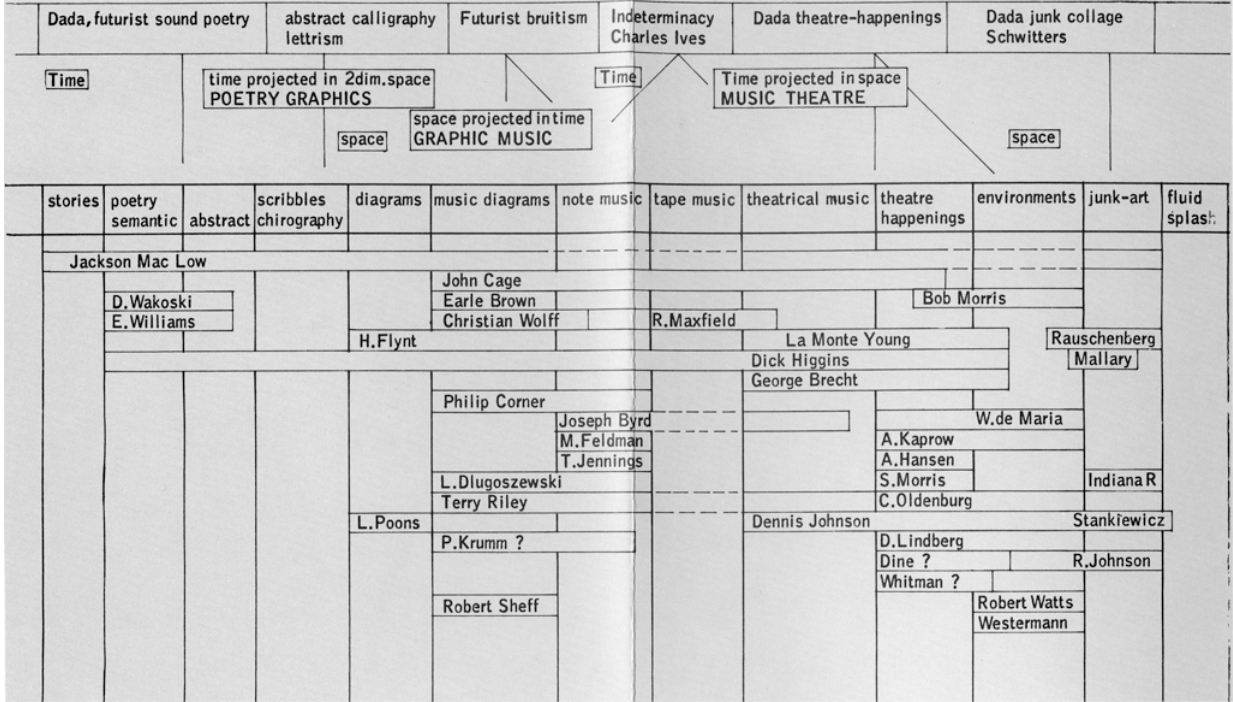 Dada, futurist sound poetry
abstract calligraphy
lettrism
Futurist bruitism
Indeterminacy
Charles Ives
Dada theatre-happenings
Dada junk collage
Schwitters
Time
time projected in 2dim. space
POETRY GRAPHICS
space
space projected in time
GRAPHIC MUSIC
Time
Time projected in space
MUSIC THEATRE
space
stories
poetry
semantic
abstract
scribbles
chirography
diagrams
music diagrams
note music
tape music
theatrical music
theatre
happenings
environments
junk-art
fluid
splash
Jackson Mac Low
John Cage
D.Wakoski
Earle Brown
Bob Morris
E.Williams
Christian Wolff
R.Maxfield
H.Flynt
La Monte Young
Rauschenberg
Dick Higgins
Mallary
George Brecht
Philip Corner
Joseph Byrd
W.de Maria
M.Feldman
A.Kaprow
T.Jennings
A.Hansen
L.Dlugoszewski
S.Morris
Indiana R
Terry Riley
C.Oldenburg
L.Poons
Dennis Johnson
Stankiewicz
P.Krumm ?
D.Lindberg
Dine ?
R.Johnson
Whitman ?
Robert Sheff
Robert Watts
Westermann